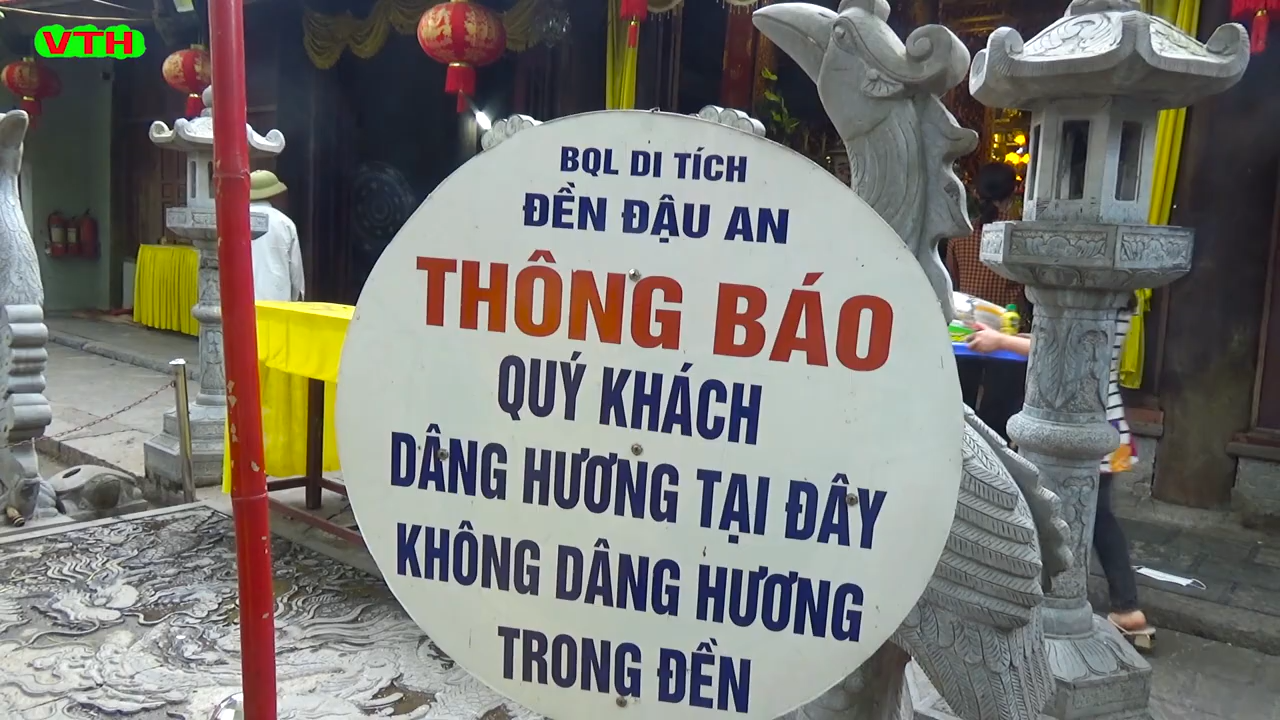 VTH
BQL DI TÍCH
ĐỀN ĐẬU AN
THÔNG BÁO
QUÝ KHÁCH
DÂNG HƯƠNG TẠI ĐÂY
KHÔNG DÂNG HƯƠNG
TRONG ĐỀN